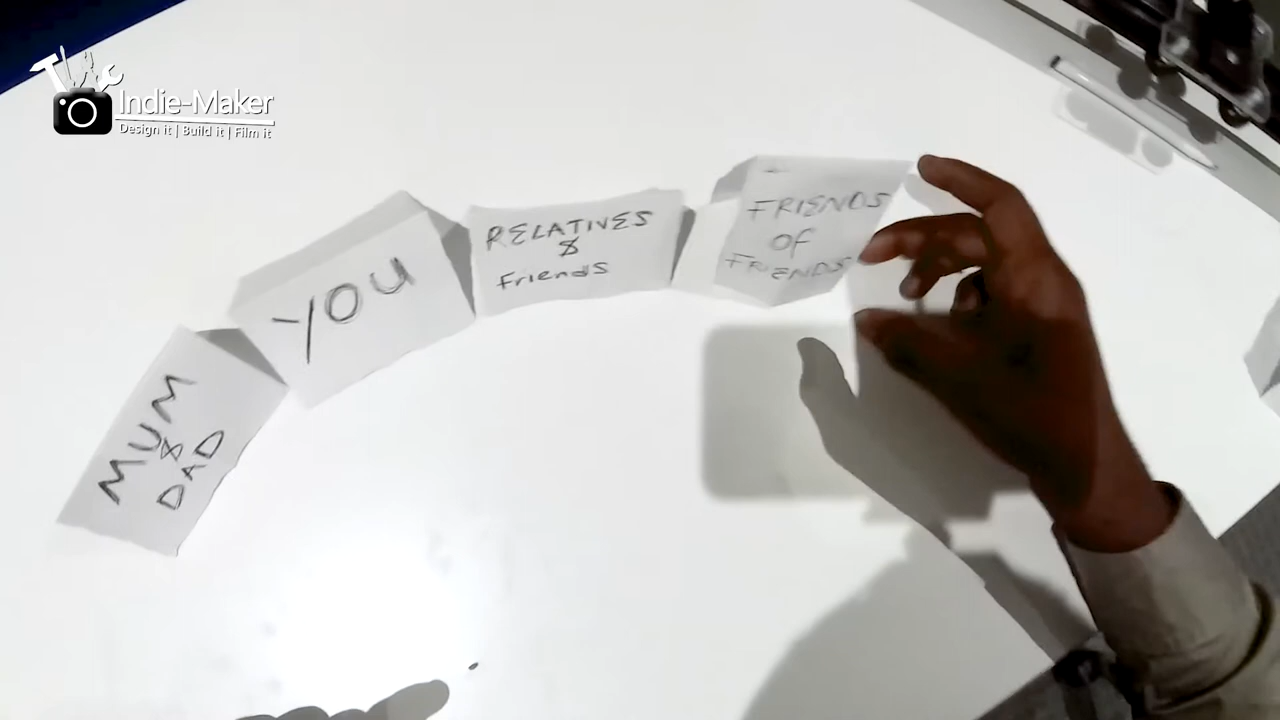 Indie-Maker
Design it | Build it | Film it
MUM
&
DAD
YOU
RELATIVES
&
Friends
FRIENDS
OF
FRIENDS